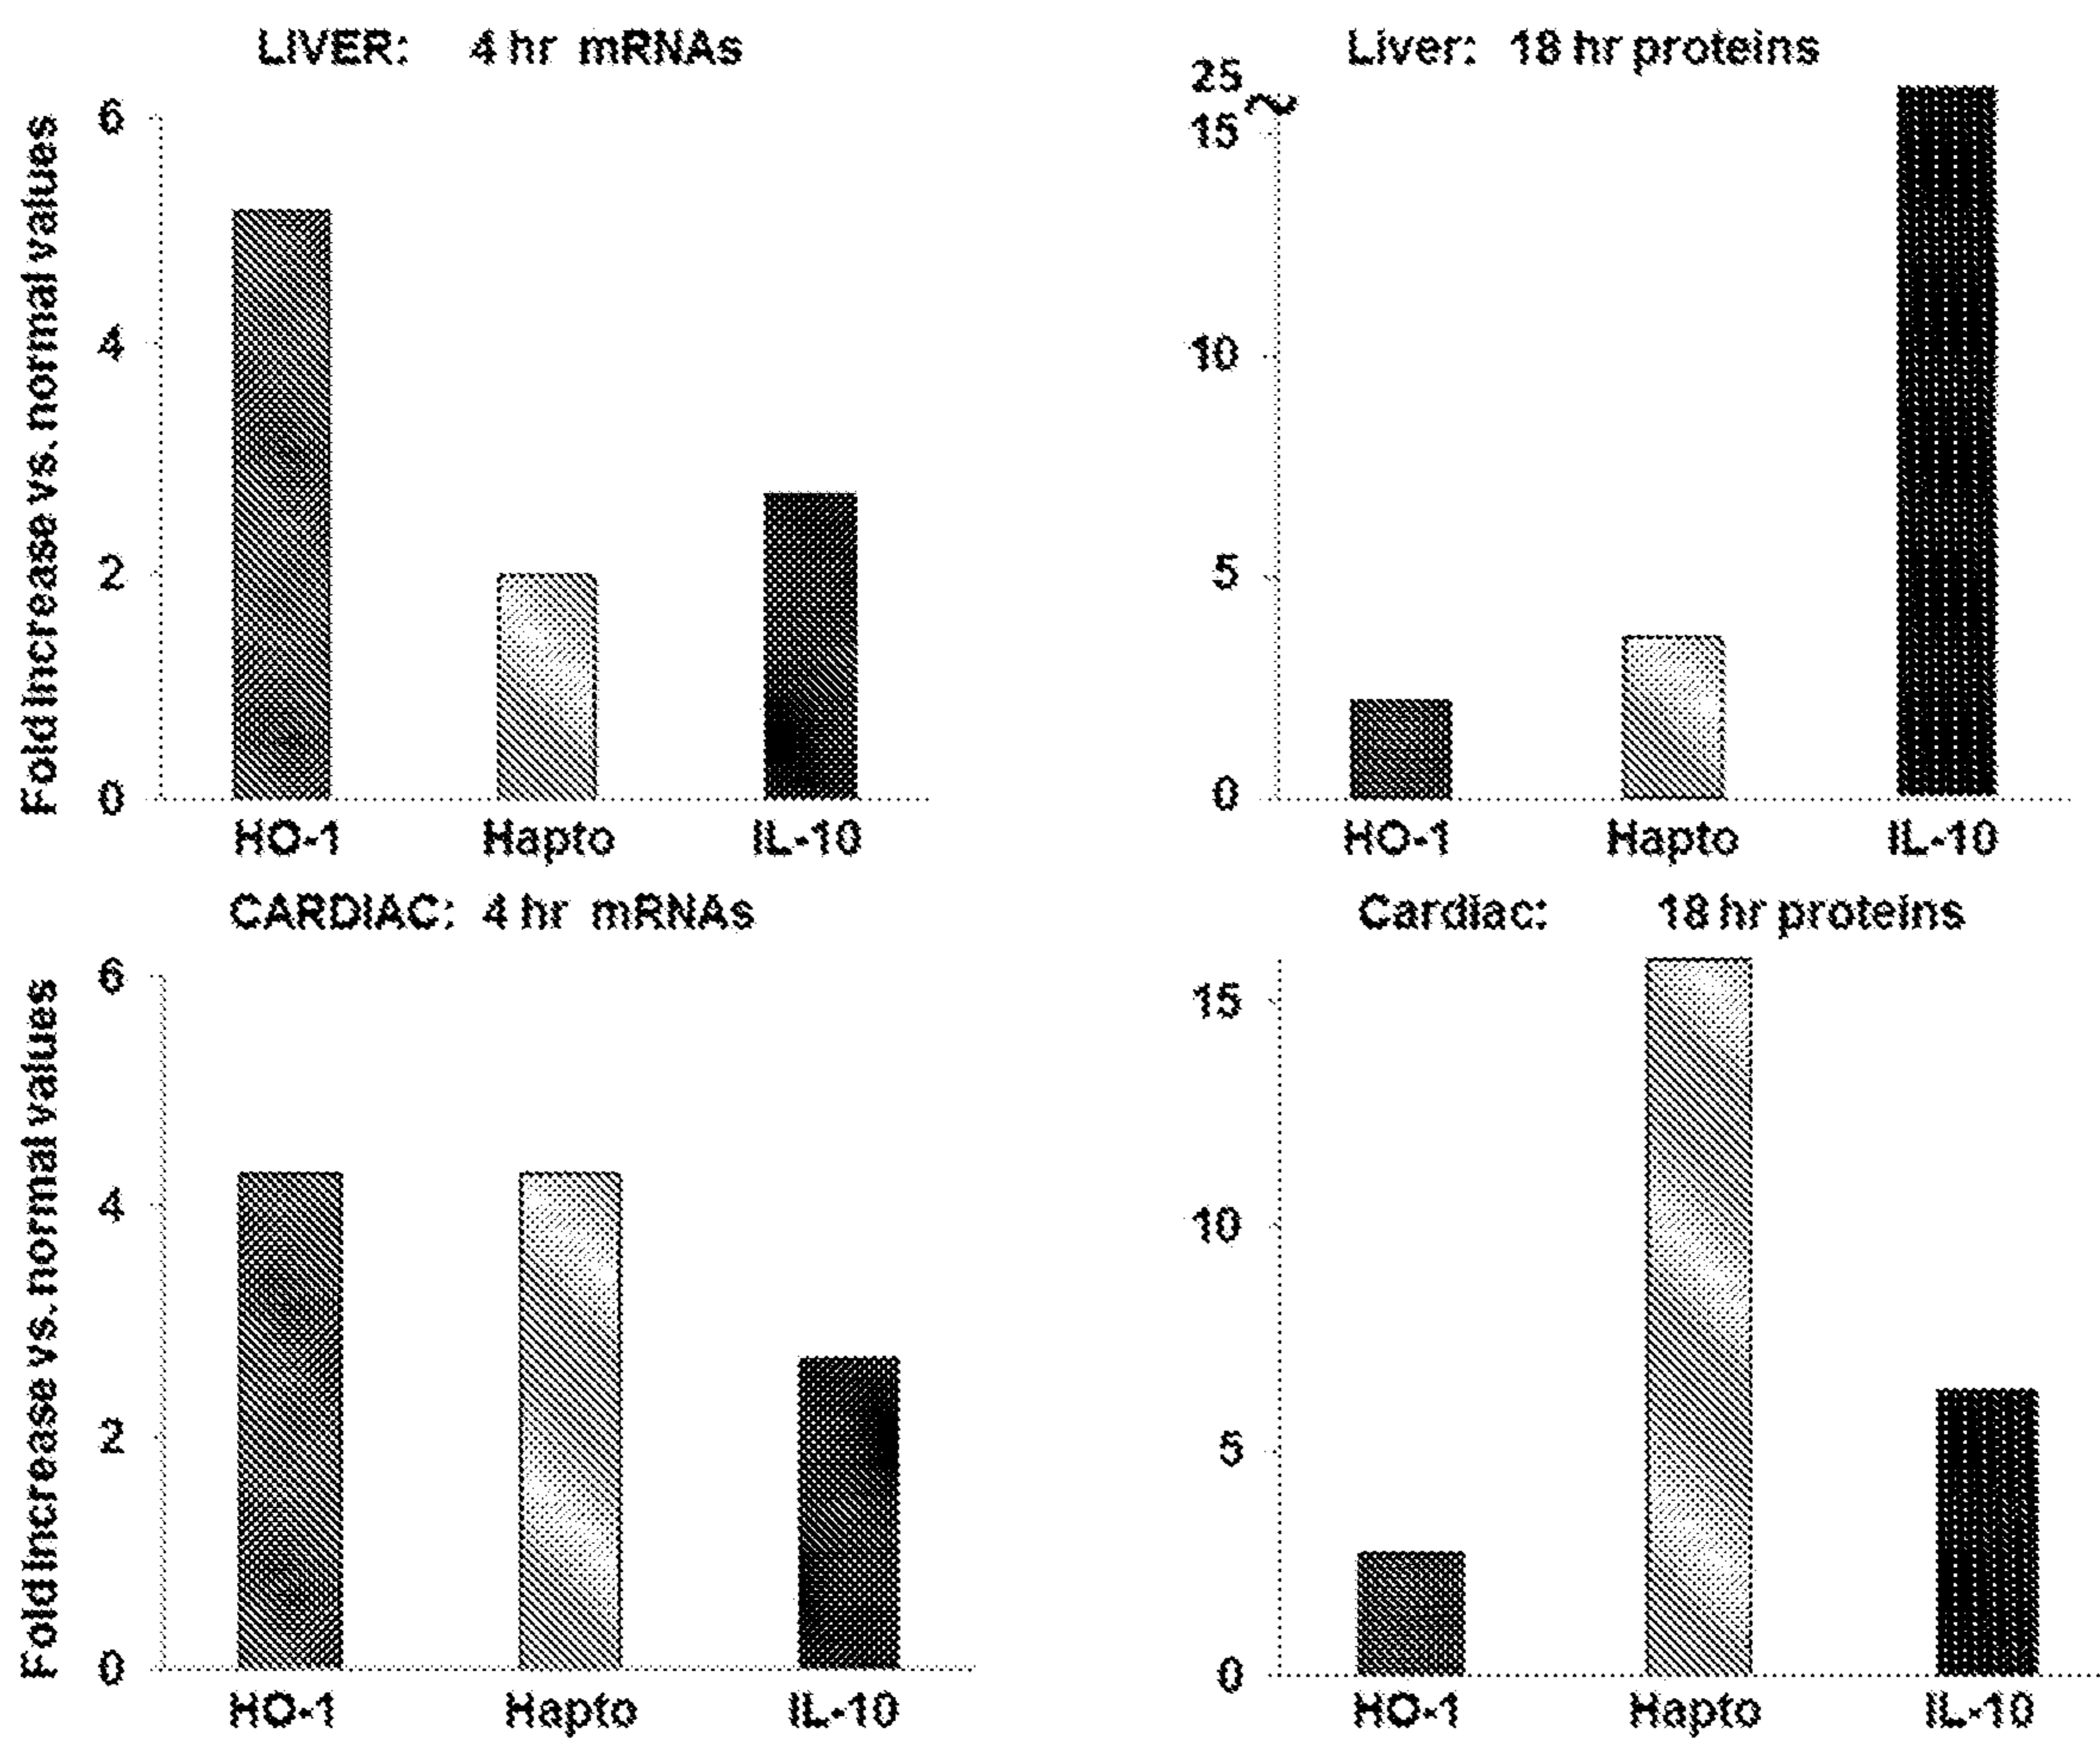 LIVER: 4 hr mRNAs
Fold increase vs. normal values
6
4
2
0
HO-1 Hapto IL-10
Liver: 18 hr proteins
25
15
10
5
0
HO-1 Hapto IL-10
CARDIAC: 4 hr mRNAs
Fold increase vs. normal values
6
4
2
0
HO-1 Hapto IL-10
Cardiac: 18 hr proteins
15
10
5
0
HO-1 Hapto IL-10